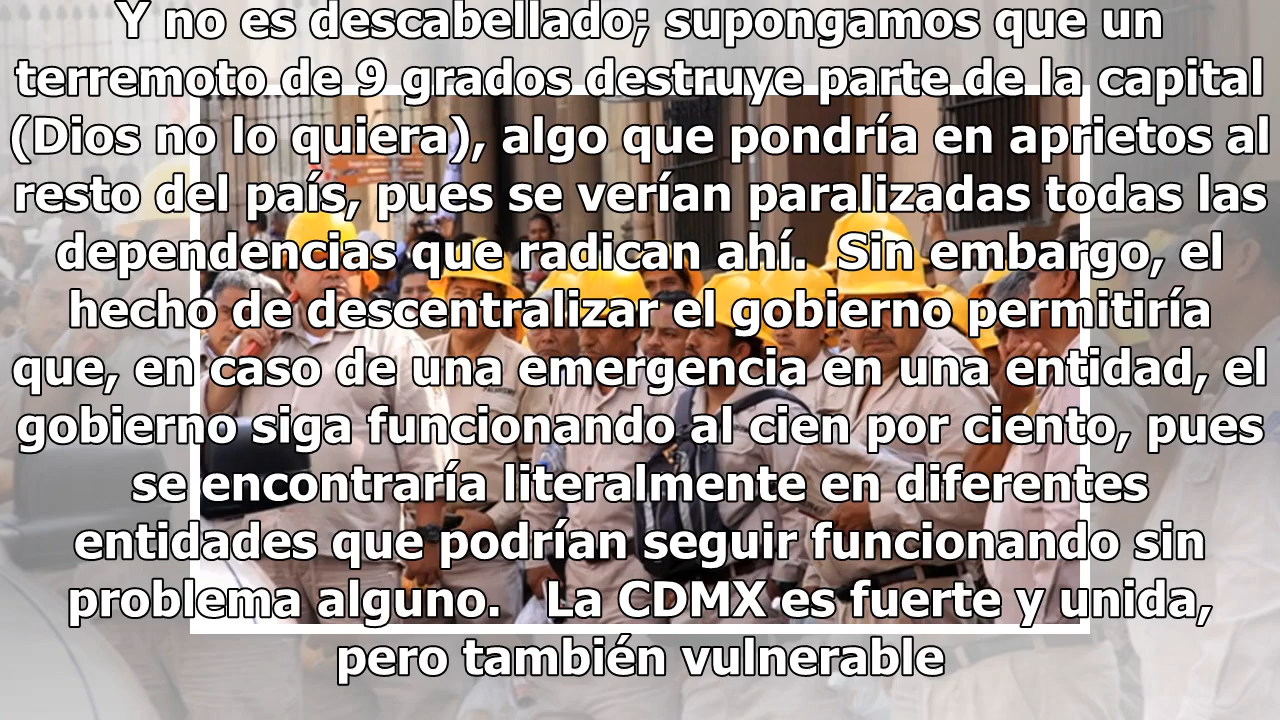 Y no es descabellado; supongamos que un
terremoto de 9 grados destruye parte de la capital
(Dios no lo quiera), algo que pondría en aprietos al
resto del país, pues se verían paralizadas todas las
dependencias que radican ahí.  Sin embargo, el
hecho de descentralizar el gobierno permitiría
que, en caso de una emergencia en una entidad, el
gobierno siga funcionando al cien por ciento, pues
se encontraría literalmente en diferentes
entidades que podrían seguir funcionando sin
problema alguno.   La CDMX es fuerte y unida,
pero también vulnerable